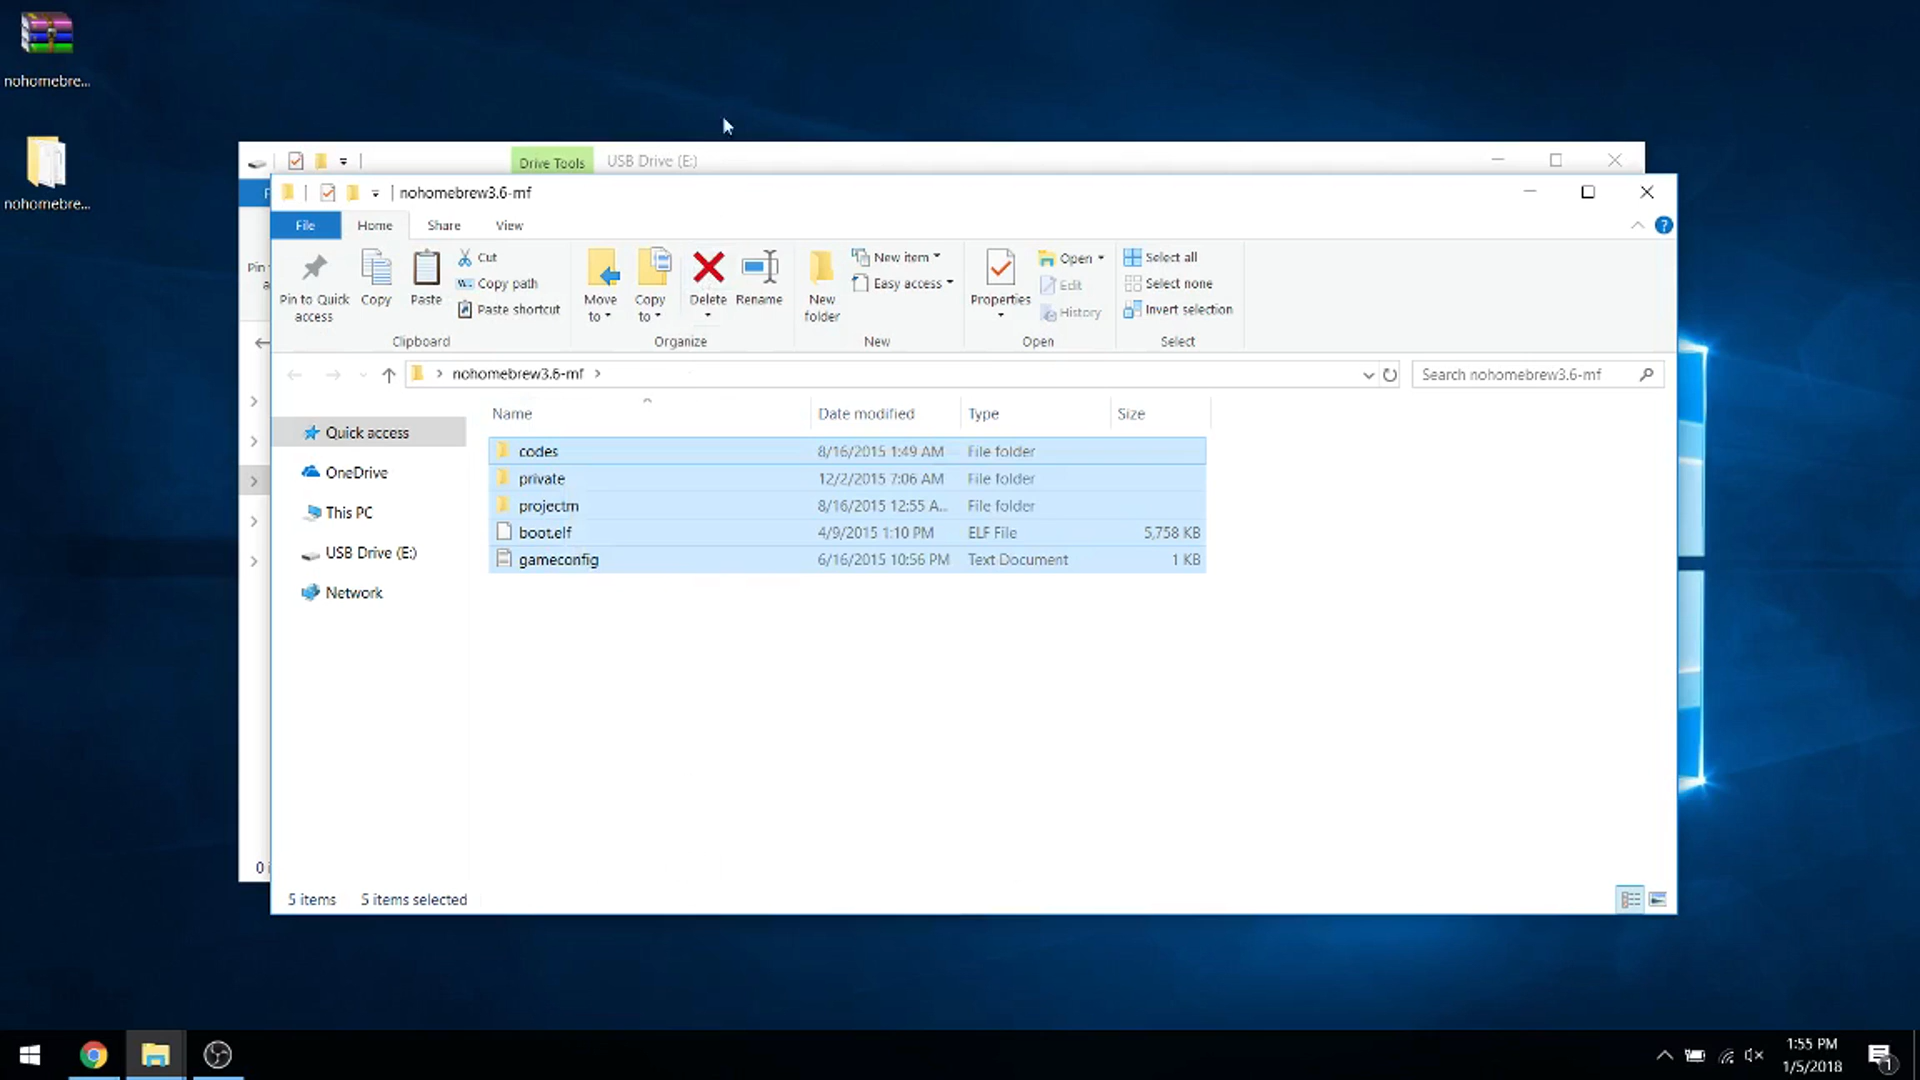 nohomebre...
nohomebre...
Drive Tools
USB Drive (E:)
nohomebrew3.6-mf
File
Home
Share
View
Pin to Quick access
Copy
Paste
Cut
Copy path
Paste shortcut
Clipboard
Move to
Copy to
Delete
Rename
Organize
New folder
New item
Easy access
New
Properties
Open
Edit
History
Open
Select all
Select none
Invert selection
Select
Pin
nohomebrew3.6-mf
Search nohomebrew3.6-mf
Quick access
OneDrive
This PC
USB Drive (E:)
Network
Name Date modified Type Size
codes 8/16/2015 1:49 AM File folder
private 12/2/2015 7:06 AM File folder
projectm 8/16/2015 12:55 A... File folder
boot.elf 4/9/2015 1:10 PM ELF File 5,758 KB
gameconfig 6/16/2015 10:56 PM Text Document 1 KB
0 i
5 items 5 items selected
1:55 PM
1/5/2018
1